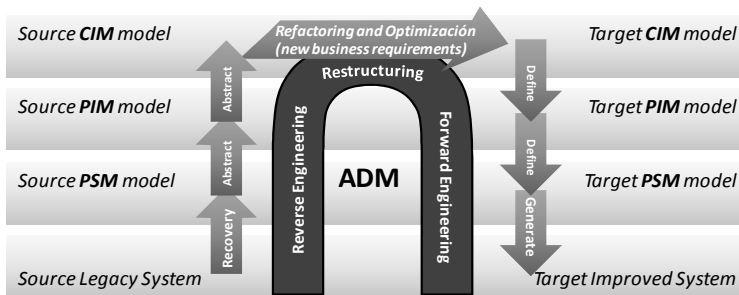 Source CIM model
Refactoring and Optimización
(new business requirements)
Target CIM model
Restructuring
Abstract
Define
Source PIM model
Target PIM model
Reverse Engineering
Forward Engineering
Abstract
Define
Source PSM model
ADM
Target PSM model
Recovery
Generate
Source Legacy System
Target Improved System